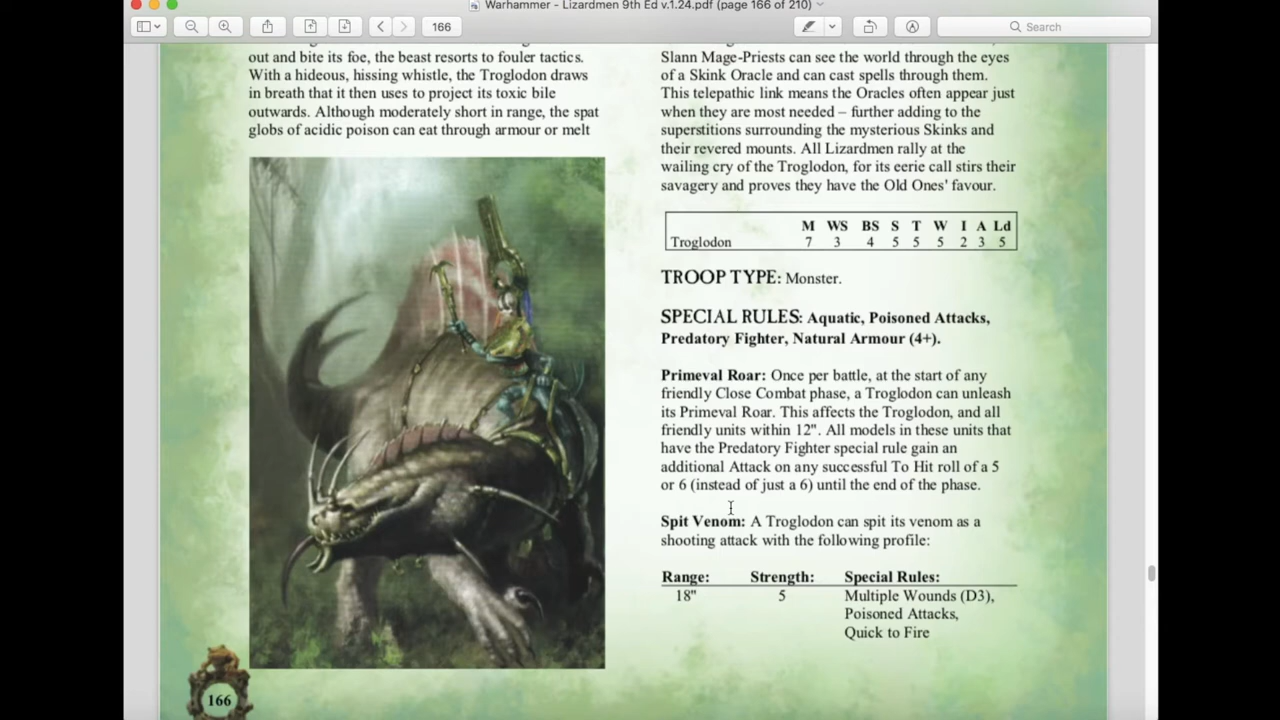 Warhammer - Lizardmen 9th Ed v.1.24.pdf (page 166 of 210)
166
Search
out and bite its foe, the beast resorts to fouler tactics.
With a hideous, hissing whistle, the Troglodon draws
in breath that it then uses to project its toxic bile
outwards. Although moderately short in range, the spat
globs of acidic poison can eat through armour or melt
166
Slann Mage-Priests can see the world through the eyes
of a Skink Oracle and can cast spells through them.
This telepathic link means the Oracles often appear just
when they are most needed – further adding to the
superstitions surrounding the mysterious Skinks and
their revered mounts. All Lizardmen rally at the
wailing cry of the Troglodon, for its eerie call stirs their
savagery and proves they have the Old Ones' favour.
M WS BS S T W I A Ld
Troglodon 7 3 4 5 5 5 2 3 5
TROOP TYPE: Monster.
SPECIAL RULES: Aquatic, Poisoned Attacks,
Predatory Fighter, Natural Armour (4+).
Primeval Roar: Once per battle, at the start of any
friendly Close Combat phase, a Troglodon can unleash
its Primeval Roar. This affects the Troglodon, and all
friendly units within 12". All models in these units that
have the Predatory Fighter special rule gain an
additional Attack on any successful To Hit roll of a 5
or 6 (instead of just a 6) until the end of the phase.
Spit Venom: A Troglodon can spit its venom as a
shooting attack with the following profile:
Range: Strength: Special Rules:
18" 5 Multiple Wounds (D3),
Poisoned Attacks,
Quick to Fire